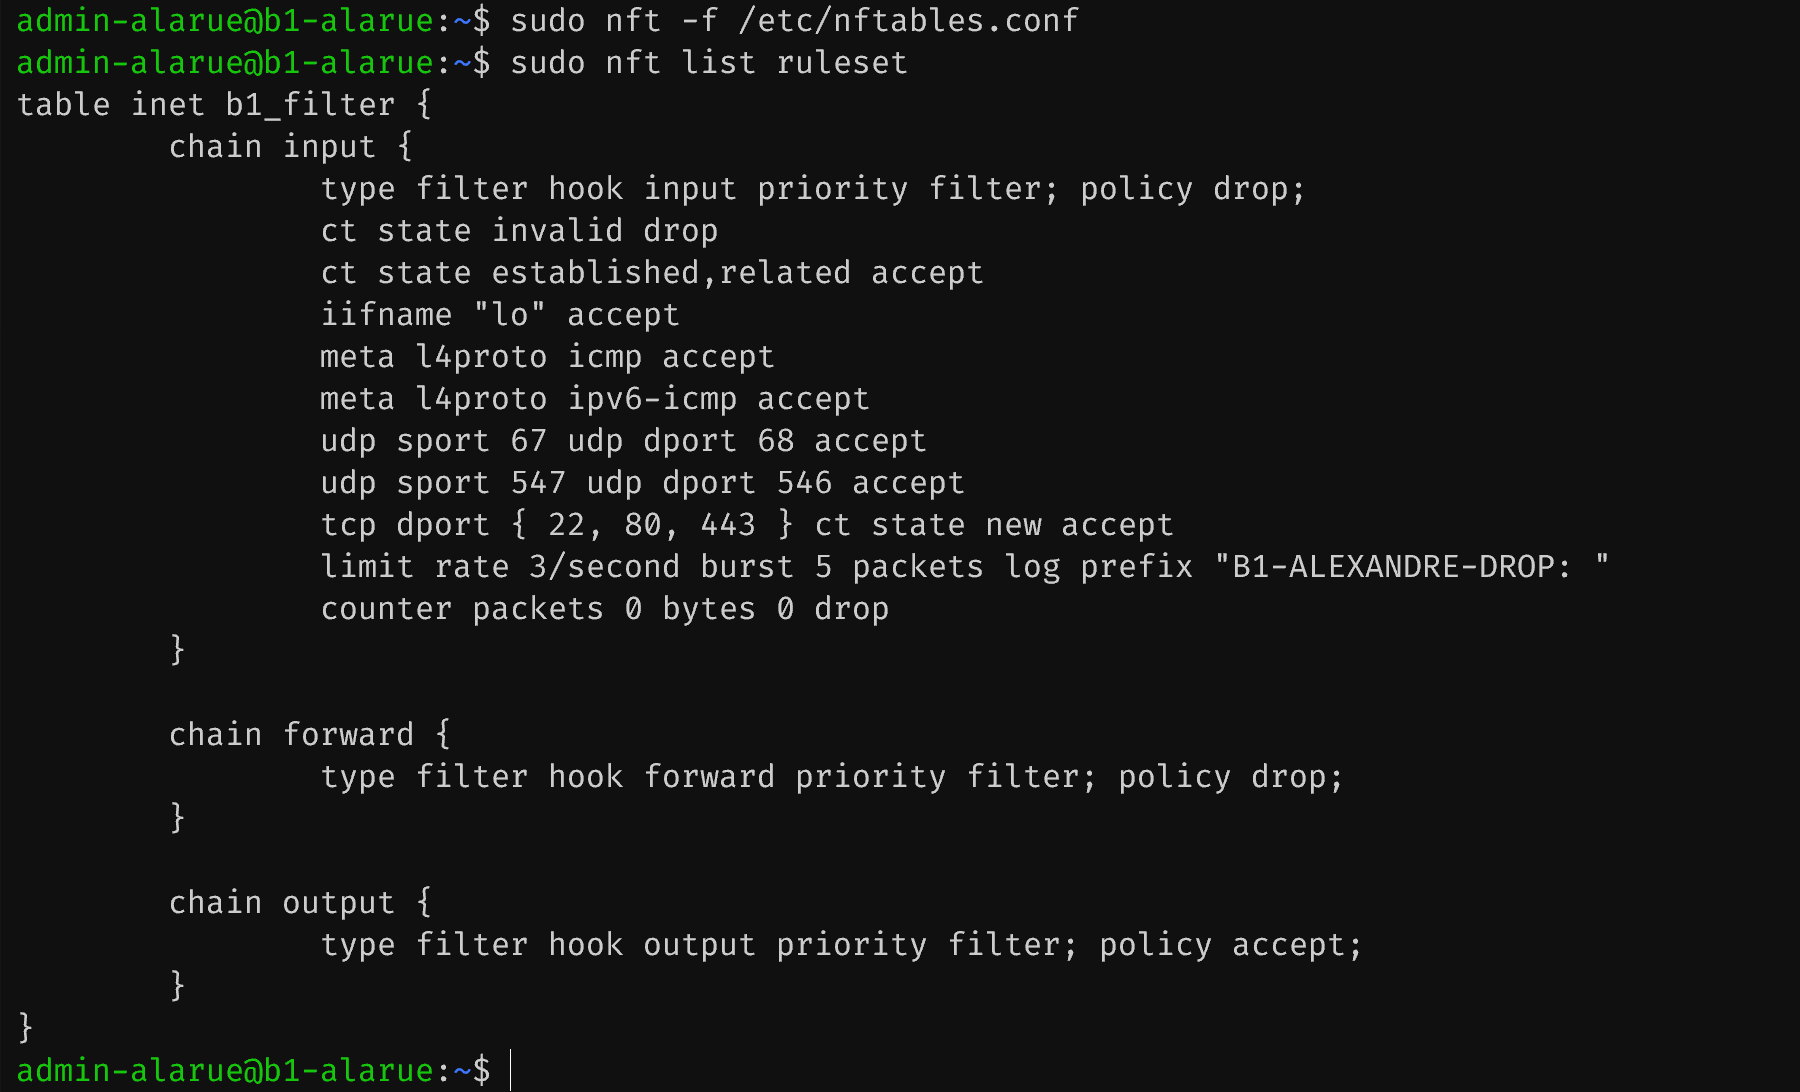 admin-alarue@b1-alarue:~$ sudo nft -f /etc/nftables.conf
admin-alarue@b1-alarue:~$ sudo nft list ruleset
table inet b1_filter {
        chain input {
                type filter hook input priority filter; policy drop;
                ct state invalid drop
                ct state established,related accept
                iifname "lo" accept
                meta l4proto icmp accept
                meta l4proto ipv6-icmp accept
                udp sport 67 udp dport 68 accept
                udp sport 547 udp dport 546 accept
                tcp dport { 22, 80, 443 } ct state new accept
                limit rate 3/second burst 5 packets log prefix "B1-ALEXANDRE-DROP: "
                counter packets 0 bytes 0 drop
        }

        chain forward {
                type filter hook forward priority filter; policy drop;
        }

        chain output {
                type filter hook output priority filter; policy accept;
        }
}
admin-alarue@b1-alarue:~$